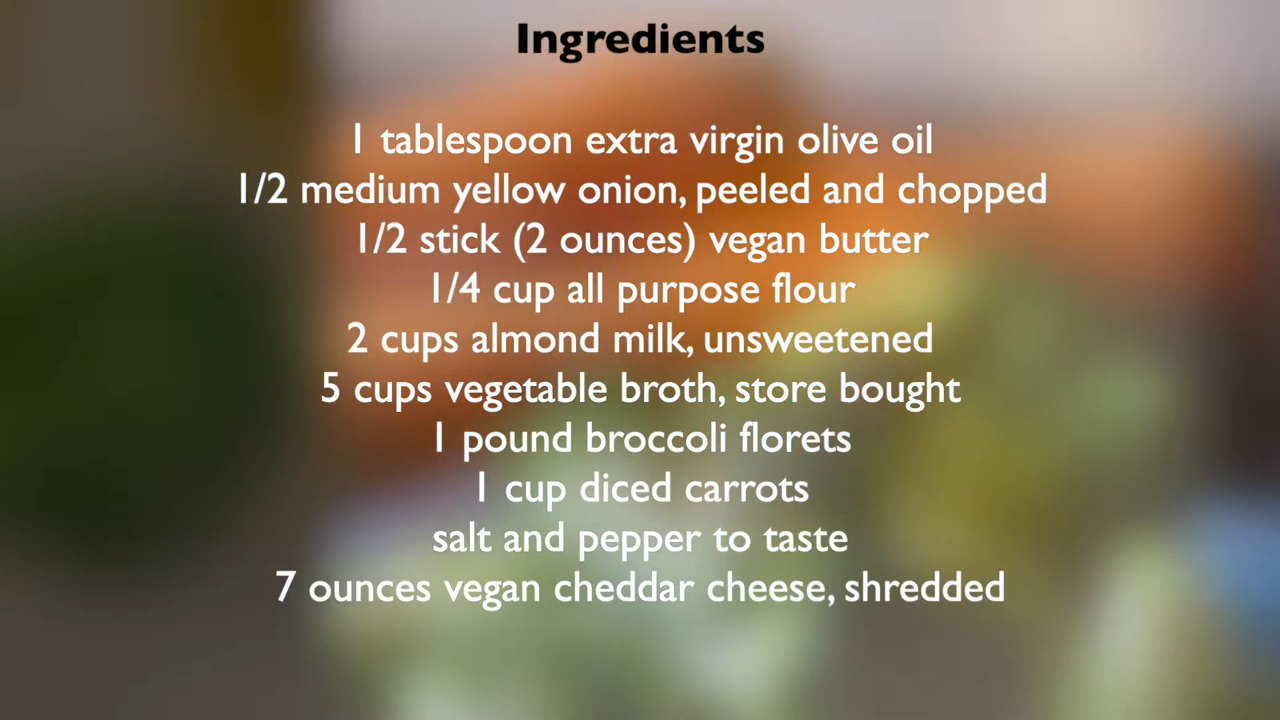 Ingredients
1 tablespoon extra virgin olive oil
1/2 medium yellow onion, peeled and chopped
1/2 stick (2 ounces) vegan butter
1/4 cup all purpose flour
2 cups almond milk, unsweetened
5 cups vegetable broth, store bought
1 pound broccoli florets
1 cup diced carrots
salt and pepper to taste
7 ounces vegan cheddar cheese, shredded